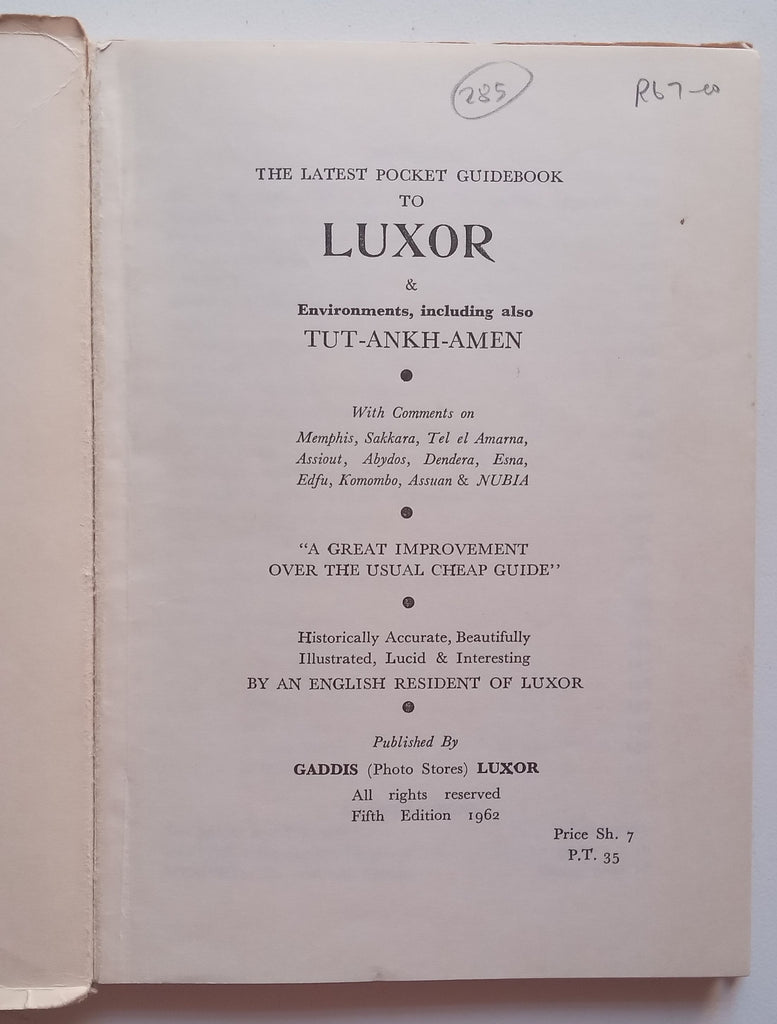 285
R67-00
THE LATEST POCKET GUIDEBOOK
TO
LUXOR
&
Environments, including also
TUT-ANKH-AMEN
With Comments on
Memphis, Sakkara, Tel el Amarna,
Assiout, Abydos, Dendera, Esna,
Edfu, Komombo, Assuan & NUBIA
"A GREAT IMPROVEMENT
OVER THE USUAL CHEAP GUIDE"
Historically Accurate, Beautifully
Illustrated, Lucid & Interesting
BY AN ENGLISH RESIDENT OF LUXOR
Published By
GADDIS (Photo Stores) LUXOR
All rights reserved
Fifth Edition 1962
Price Sh. 7
P.T. 35